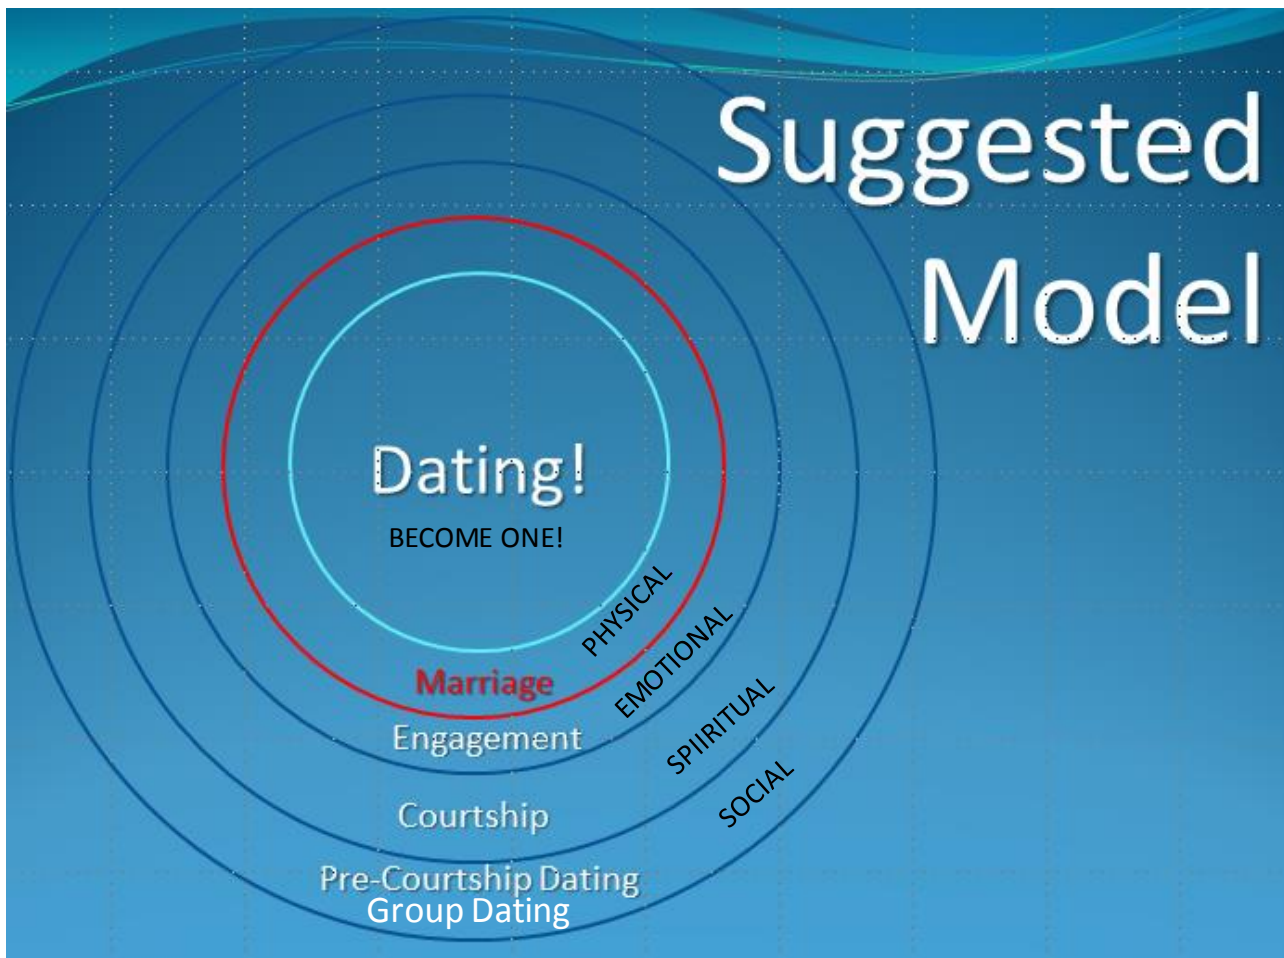 Suggested
Model
Dating!
BECOME ONE!
PHYSICAL
EMOTIONAL
SPIIRITUAL
SOCIAL
Marriage
Engagement
Courtship
Pre-Courtship Dating
Group Dating